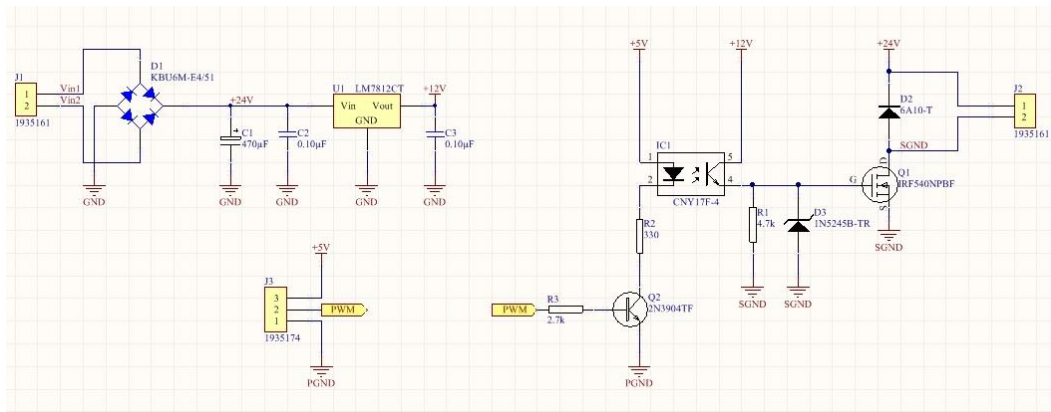 J1
1
2
1935161
Vin1
Vin2
D1
KBU6M-E4/51
GND
+24V
C1
470µF
GND
C2
0.10µF
GND
U1 LM7812CT
Vin Vout
GND
GND
+12V
C3
0.10µF
GND
J3
3
2
1
1935174
+5V
PWM
PGND
+5V
+12V
IC1
1
2
5
4
CNY17F-4
R2
330
PWM
R3
2.7k
Q2
2N3904TF
PGND
R1
4.7k
SGND
D3
1N5245B-TR
SGND
+24V
D2
6A10-T
SGND
D
G
S
Q1
IRF540NPBF
SGND
J2
1
2
1935161